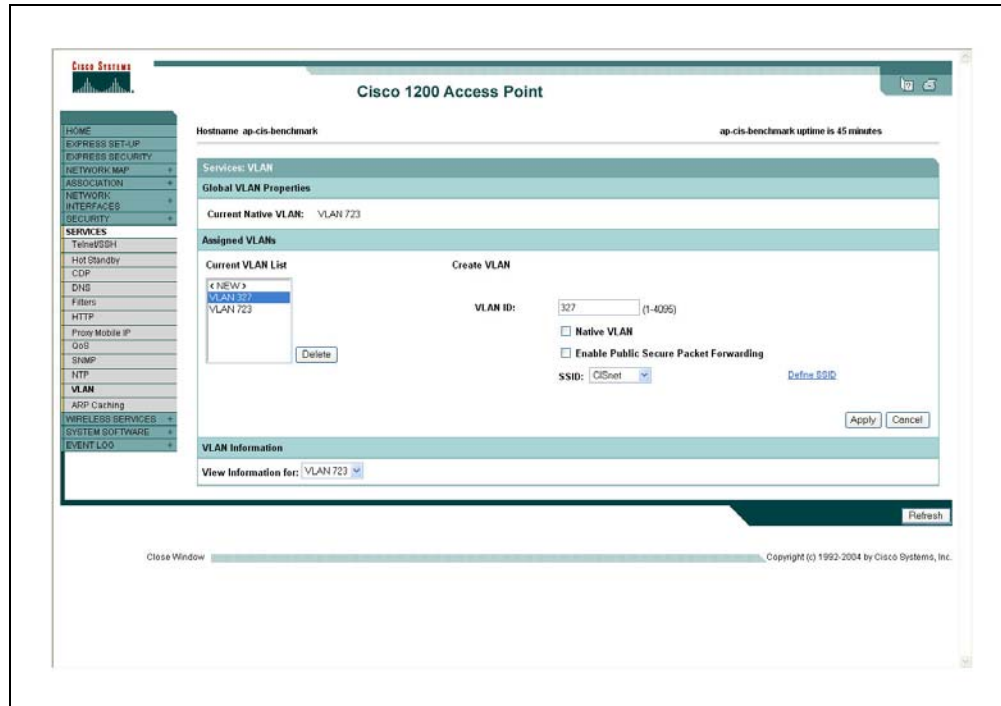 CISCO SYSTEMS
Cisco 1200 Access Point
HOME
EXPRESS SET-UP
EXPRESS SECURITY
NETWORK MAP +
ASSOCIATION +
NETWORK INTERFACES +
SECURITY +
SERVICES
Telnet/SSH
Hot Standby
CDP
DNS
Filters
HTTP
Proxy Mobile IP
QoS
SNMP
NTP
VLAN
ARP Caching
WIRELESS SERVICES +
SYSTEM SOFTWARE +
EVENT LOG +
Hostname ap-cis-benchmark ap-cis-benchmark uptime is 45 minutes
Services: VLAN
Global VLAN Properties
Current Native VLAN: VLAN 723
Assigned VLANs
Current VLAN List
< NEW >
VLAN 327
VLAN 723
Delete
Create VLAN
VLAN ID: 327 (1-4095)
Native VLAN
Enable Public Secure Packet Forwarding
SSID: CISnet Define SSID
Apply Cancel
VLAN Information
View Information for: VLAN 723
Refresh
Close Window Copyright (c) 1992-2004 by Cisco Systems, Inc.